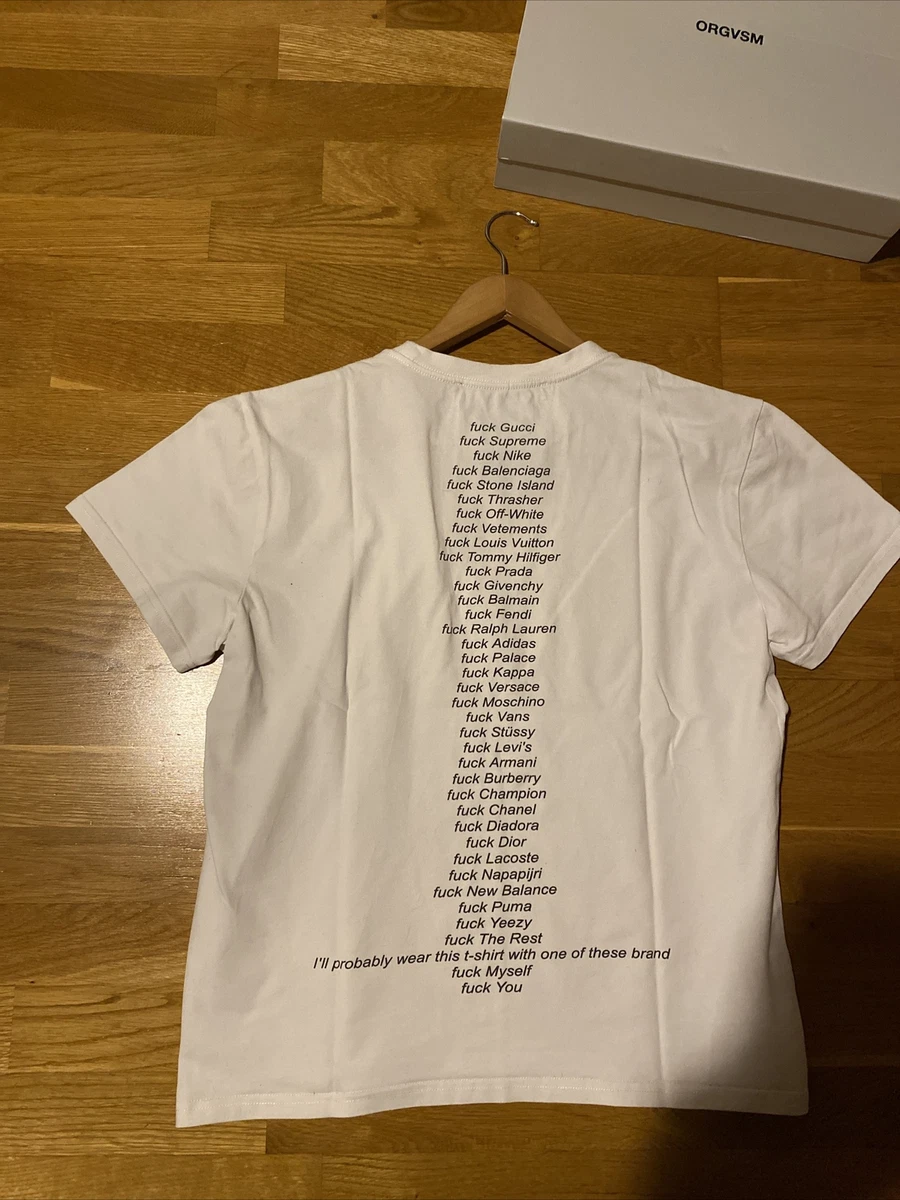 ORGVSM
fuck Gucci
fuck Supreme
fuck Nike
fuck Balenciaga
fuck Stone Island
fuck Thrasher
fuck Off-White
fuck Vetements
fuck Louis Vuitton
fuck Tommy Hilfiger
fuck Prada
fuck Givenchy
fuck Balmain
fuck Fendi
fuck Ralph Lauren
fuck Adidas
fuck Palace
fuck Kappa
fuck Versace
fuck Moschino
fuck Vans
fuck Stüssy
fuck Levi's
fuck Armani
fuck Burberry
fuck Champion
fuck Chanel
fuck Diadora
fuck Dior
fuck Lacoste
fuck Napapijri
fuck New Balance
fuck Puma
fuck Yeezy
fuck The Rest
I'll probably wear this t-shirt with one of these brand
fuck Myself
fuck You